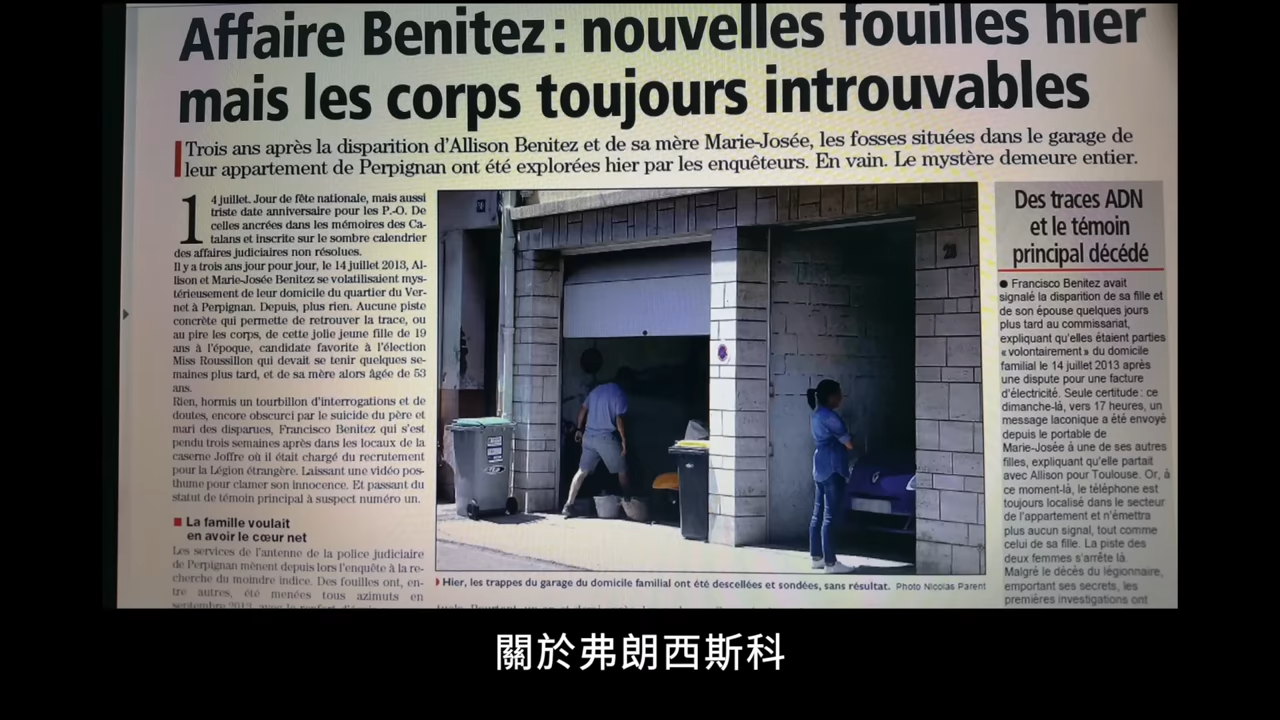 Affaire Benitez : nouvelles fouilles hier
mais les corps toujours introuvables
Trois ans après la disparition d'Allison Benitez et de sa mère Marie-Josée, les fosses situées dans le garage de
leur appartement de Perpignan ont été explorées hier par les enquêteurs. En vain. Le mystère demeure entier.
14 juillet. Jour de fête nationale, mais aussi
triste date anniversaire pour les P.-O. De
celles ancrées dans les mémoires des Ca-
talans et inscrite sur le sombre calendrier
des affaires judiciaires non résolues.
Il y a trois ans jour pour jour, le 14 juillet 2013, Al-
lison et Marie-Josée Benitez se volatilisaient mys-
térieusement de leur domicile du quartier du Ver-
net à Perpignan. Depuis, plus rien. Aucune piste
concrète qui permette de retrouver la trace, ou
au pire les corps, de cette jolie jeune fille de 19
ans à l'époque, candidate favorite à l'élection
Miss Roussillon qui devait se tenir quelques se-
maines plus tard, et de sa mère alors âgée de 53
ans.
Rien, hormis un tourbillon d'interrogations et de
doutes, encore obscurci par le suicide du père et
mari des disparues, Francisco Benitez qui s'est
pendu trois semaines après dans les locaux de la
caserne Joffre où il était chargé du recrutement
pour la Légion étrangère. Laissant une vidéo pos-
thume pour clamer son innocence. Et passant du
statut de témoin principal à suspect numéro un.
La famille voulait
en avoir le cœur net
Les services de l'antenne de la police judiciaire
de Perpignan mènent depuis lors l'enquête à la re-
cherche du moindre indice. Des fouilles ont, en-
tre autres, été menées tous azimuts en
Hier, les trappes du garage du domicile familial ont été descellées et sondées, sans résultat. Photo Nicolas Parent
Des traces ADN
et le témoin
principal décédé
● Francisco Benitez avait
signalé la disparition de sa fille et
de son épouse quelques jours
plus tard au commissariat,
expliquant qu'elles étaient parties
« volontairement » du domicile
familial le 14 juillet 2013 après
une dispute pour une facture
d'électricité. Seule certitude : ce
dimanche-là, vers 17 heures, un
message laconique a été envoyé
depuis le portable de
Marie-Josée à une de ses autres
filles, expliquant qu'elle partait
avec Allison pour Toulouse. Or, à
ce moment-là, le téléphone est
toujours localisé dans le secteur
de l'appartement et n'émettra
plus aucun signal, tout comme
celui de sa fille. La piste des
deux femmes s'arrête là.
Malgré le décès du légionnaire,
emportant ses secrets, les
premières investigations ont
關於弗朗西斯科